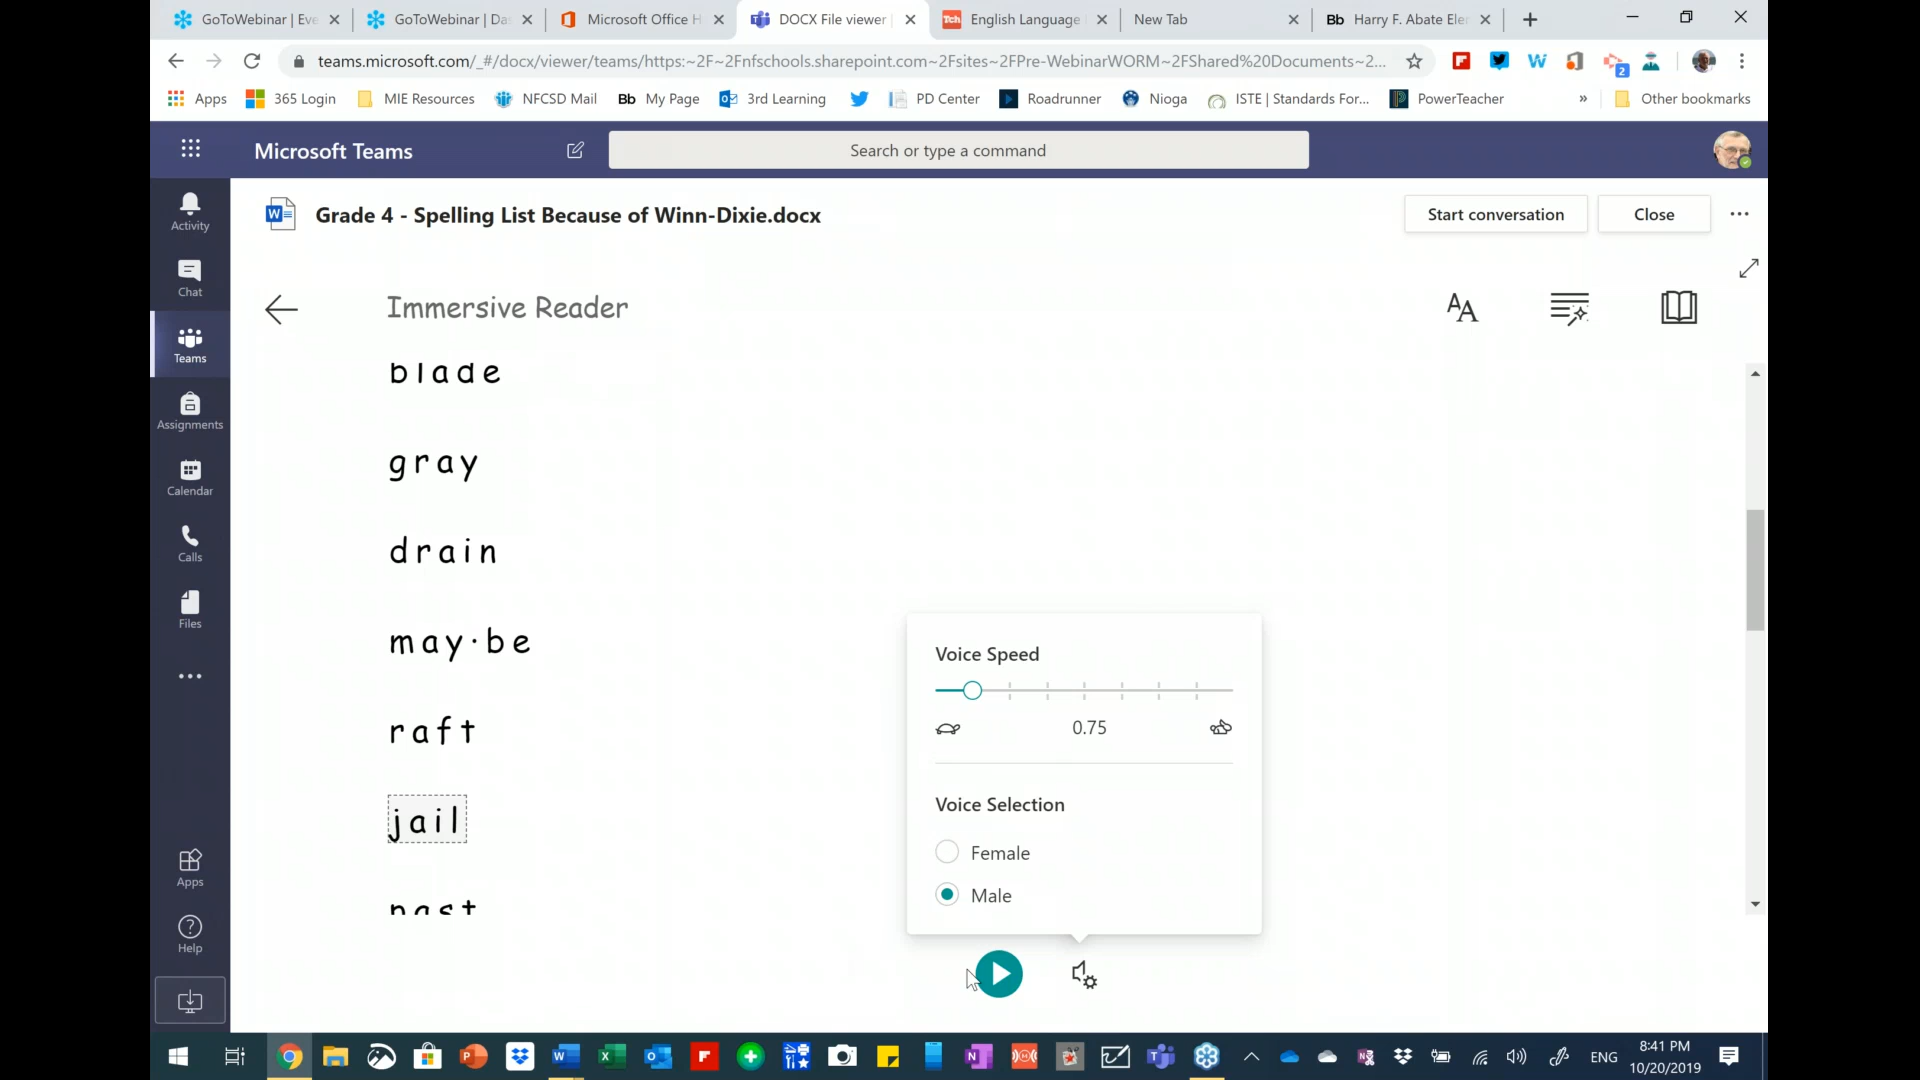 GoToWebinar | Eve
GoToWebinar | Da
Microsoft Office H
DOCX File viewer |
Tch English Language
New Tab
Bb Harry F. Abate Ele
teams.microsoft.com/_#/docx/viewer/teams/https:~2F~2Fnfschools.sharepoint.com~2Fsites~2FPre-WebinarWORM~2FShared%20Documents~2...
2
Apps
365 Login
MIE Resources
NFCSD Mail
Bb My Page
3rd Learning
PD Center
Roadrunner
Nioga
ISTE | Standards For...
PowerTeacher
»
Other bookmarks
Microsoft Teams
Search or type a command
Activity
Chat
Teams
Assignments
Calendar
Calls
Files
Apps
Help
Grade 4 - Spelling List Because of Winn-Dixie.docx
Start conversation
Close
Immersive Reader
blade
gray
drain
may·be
raft
jail
past
Voice Speed
0.75
Voice Selection
Female
Male
ENG
8:41 PM
10/20/2019